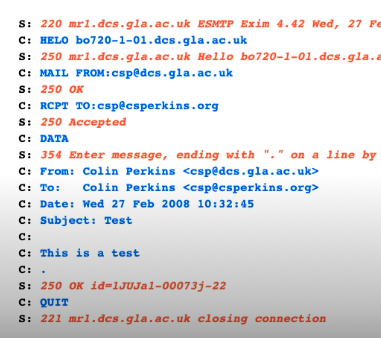 S: 220 mr1.dcs.gla.ac.uk ESMTP Exim 4.42 Wed, 27 Fe
C: HELO bo720-1-01.dcs.gla.ac.uk
S: 250 mr1.dcs.gla.ac.uk Hello bo720-1-01.dcs.gla.a
C: MAIL FROM:csp@dcs.gla.ac.uk
S: 250 OK
C: RCPT TO:csp@csperkins.org
S: 250 Accepted
C: DATA
S: 354 Enter message, ending with "." on a line by
C: From: Colin Perkins <csp@dcs.gla.ac.uk>
C: To:   Colin Perkins <csp@csperkins.org>
C: Date: Wed 27 Feb 2008 10:32:45
C: Subject: Test
C:
C: This is a test
C: .
S: 250 OK id=1JUJa1-00073j-22
C: QUIT
S: 221 mr1.dcs.gla.ac.uk closing connection